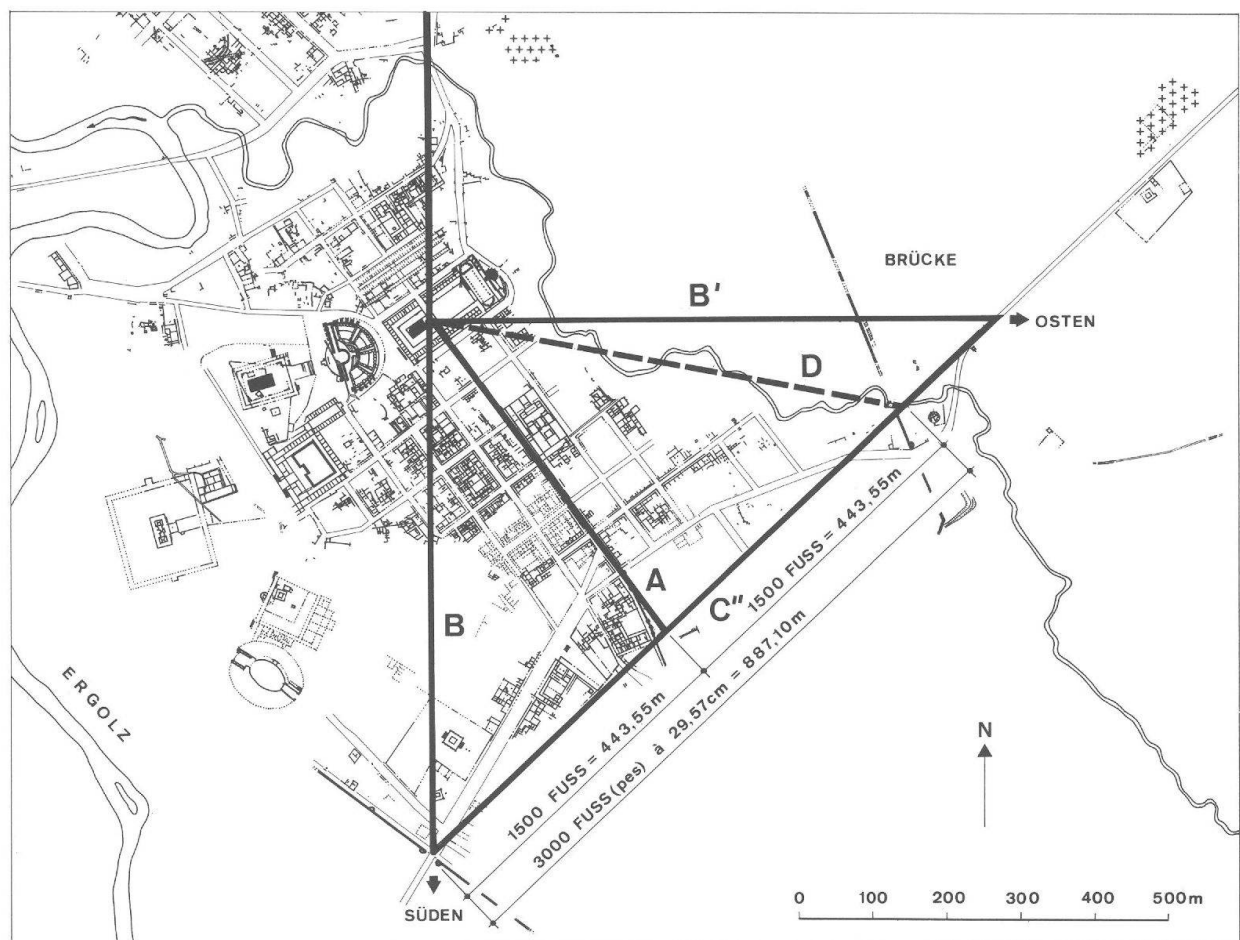 BRÜCKE
B'
OSTEN
D
A
C"
B
1500 FUSS = 443,55m
1500 FUSS = 443,55m
3000 FUSS (pes) à 29,57cm = 887,10m
ERGOLZ
N
SÜDEN
0 100 200 300 400 500m